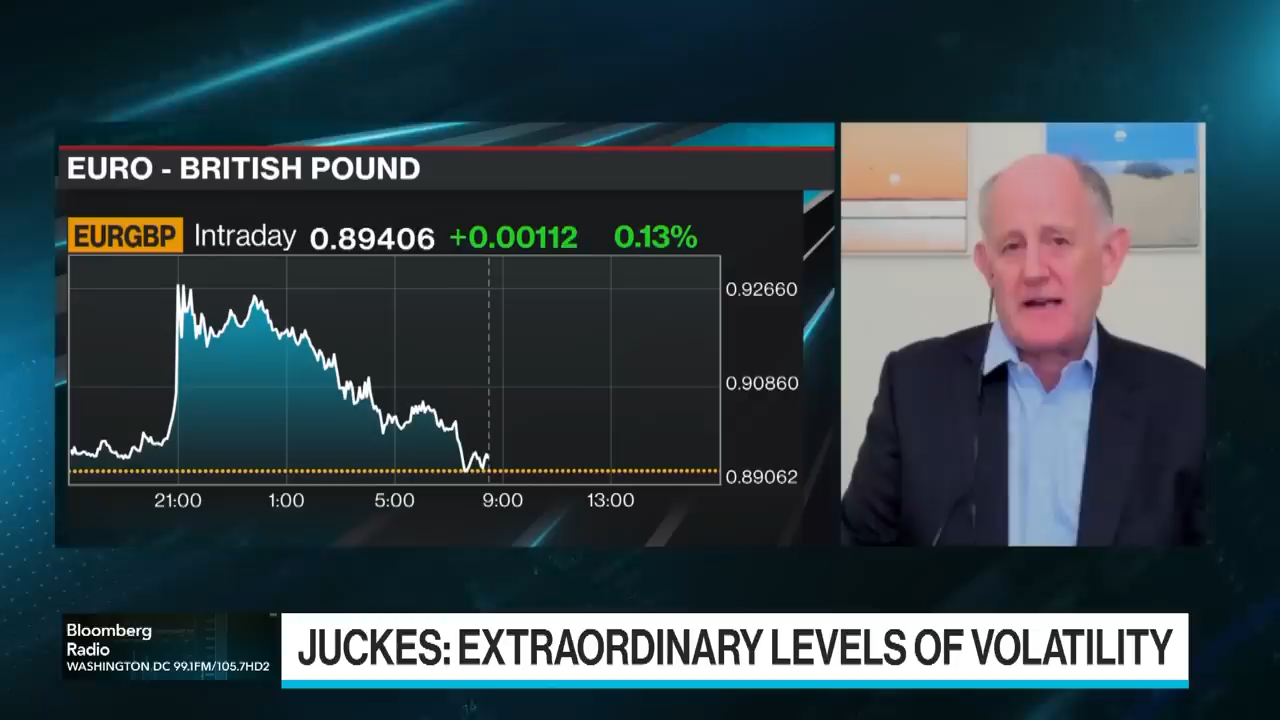 EURO - BRITISH POUND
EURGBP Intraday 0.89406 +0.00112 0.13%
0.92660
0.90860
0.89062
21:00 1:00 5:00 9:00 13:00
Bloomberg
Radio
WASHINGTON DC 99.1FM/105.7HD2
JUCKES: EXTRAORDINARY LEVELS OF VOLATILITY